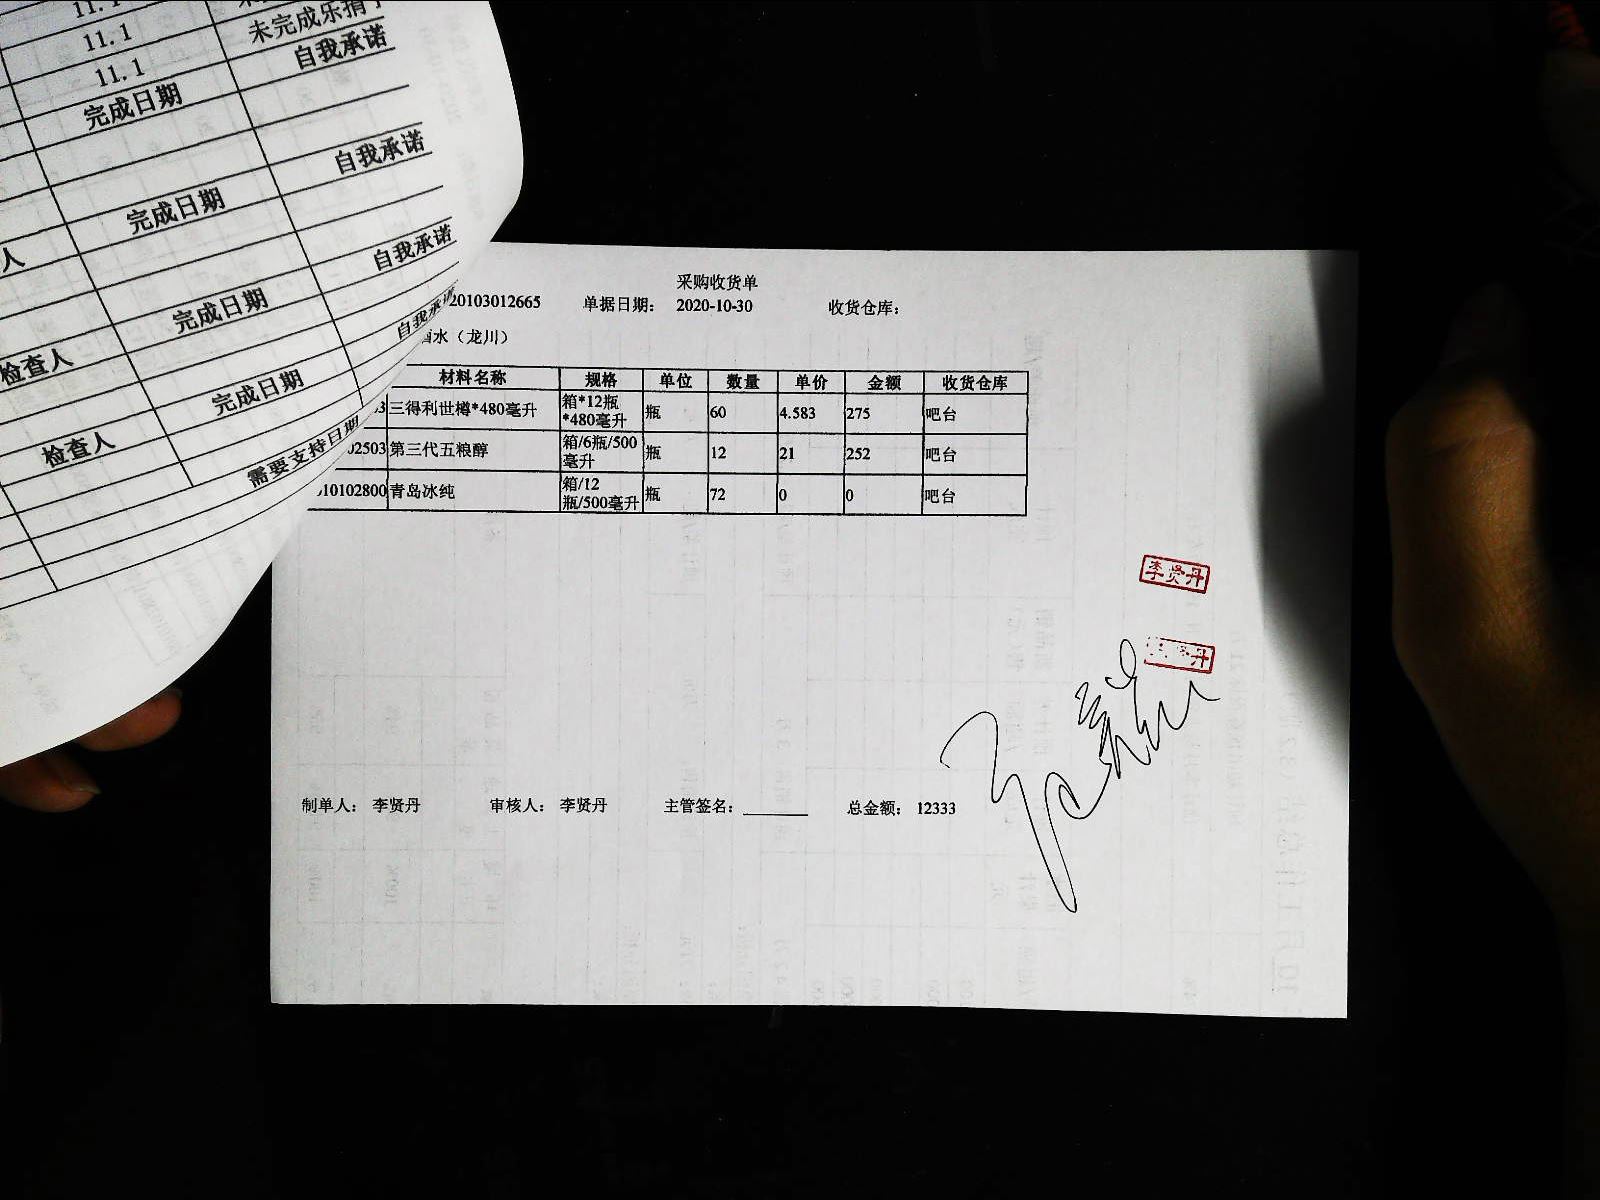 11.1
11.1
未完成乐捐
11.1
自我承诺
完成日期
自我承诺
完成日期
人
自我承诺
完成日期
检查人
自我承
完成日期
检查人
需要支持日期
采购收货单
20103012665 单据日期： 2020-10-30 收货仓库：
酒水（龙川）
材料名称 规格 单位 数量 单价 金额 收货仓库
3 三得利世樽*480毫升 箱*12瓶*480毫升 瓶 60 4.583 275 吧台
02503 第三代五粮醇 箱/6瓶/500毫升 瓶 12 21 252 吧台
10102800 青岛冰纯 箱/12瓶/500毫升 瓶 72 0 0 吧台
李贤丹
制单人： 李贤丹 审核人： 李贤丹 主管签名： 总金额： 12333